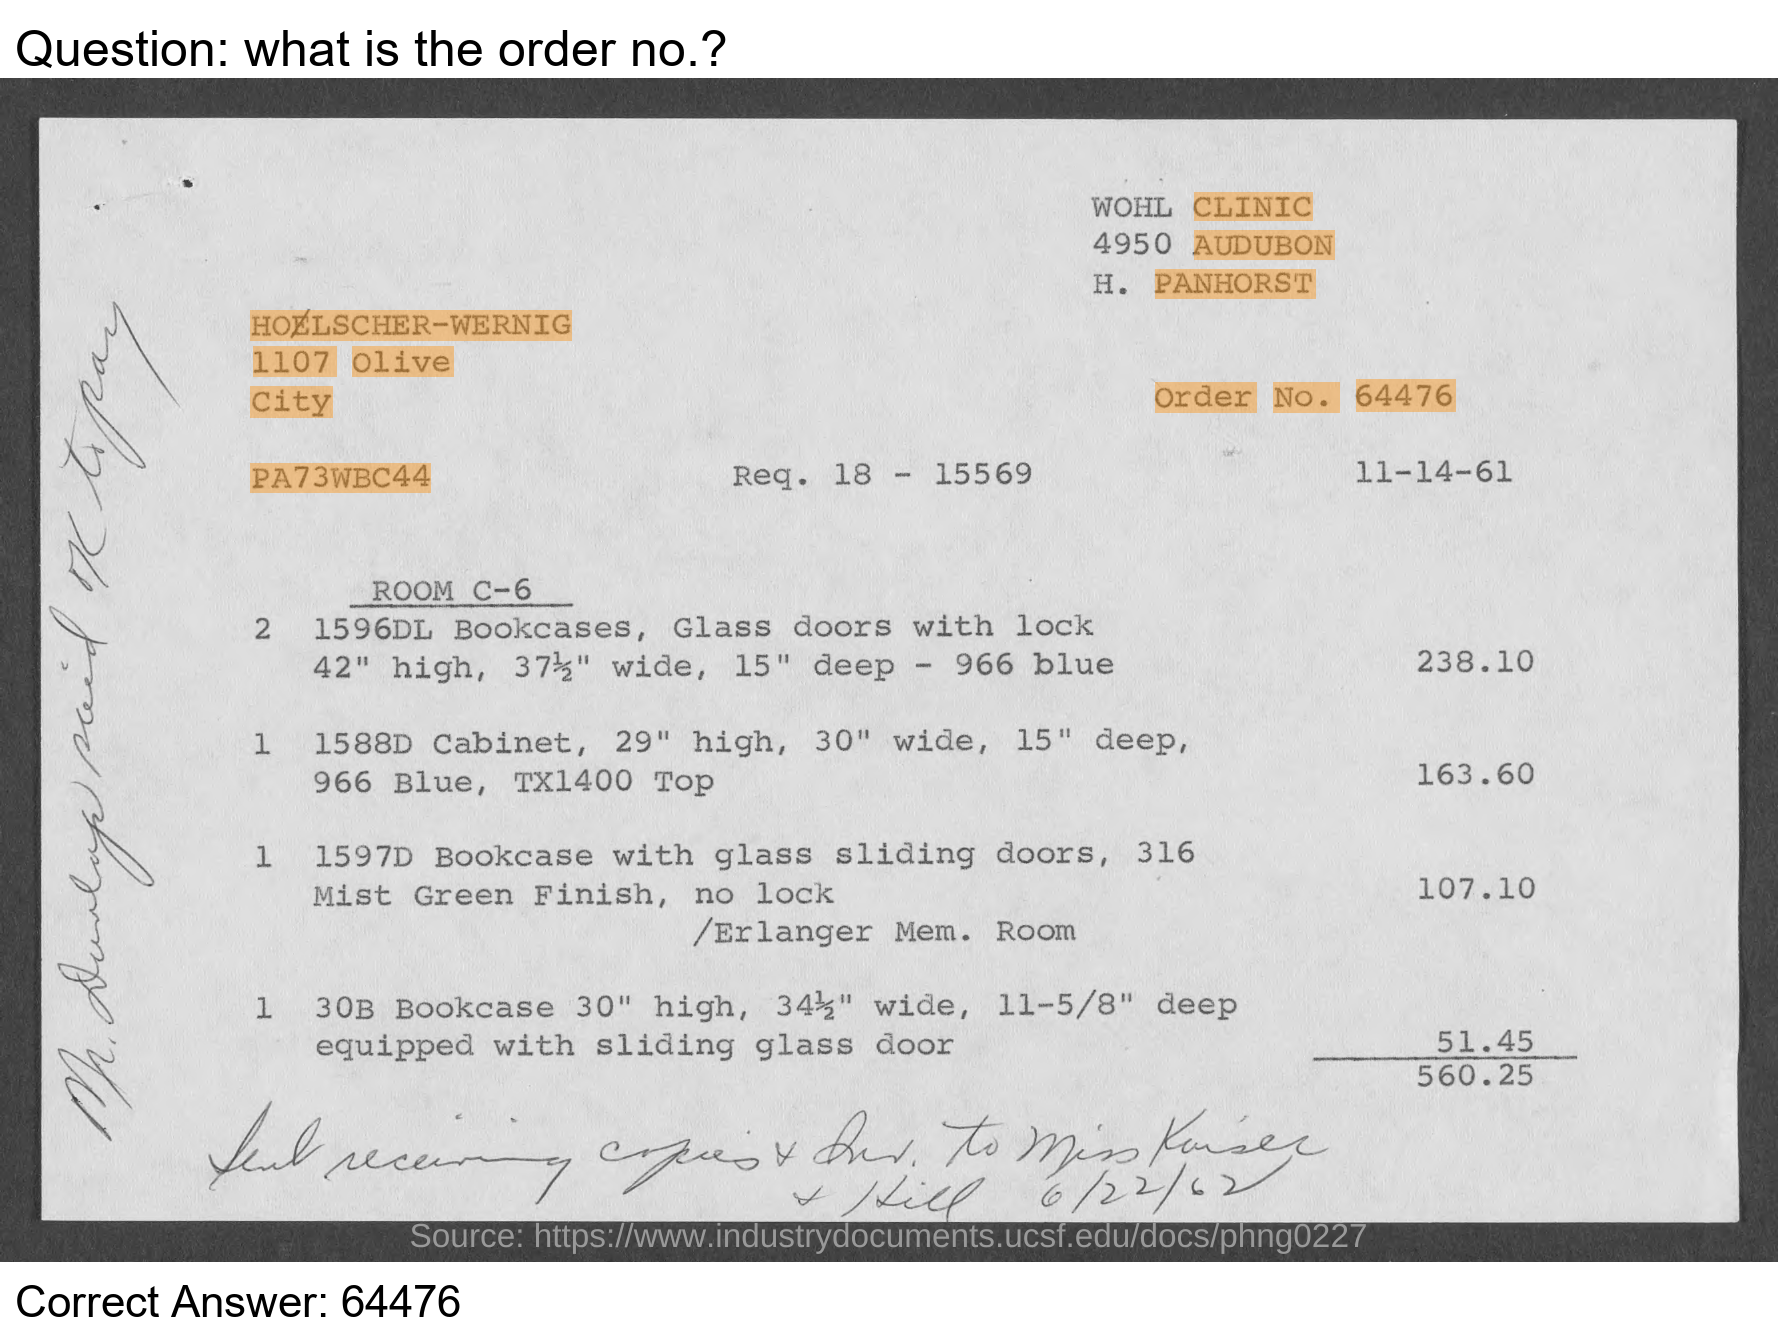 Question: what is the order no.?
WOHL CLINIC
4950 AUDUBON
H. PANHORST
HOELSCHER-WERNIG
1107 Olive
City
Order No. 64476
PA73WBC44 Req. 18 - 15569 11-14-61
ROOM C-6
2 1596DL Bookcases, Glass doors with lock
42" high, 37½" wide, 15" deep - 966 blue 238.10
1 1588D Cabinet, 29" high, 30" wide, 15" deep,
966 Blue, TX1400 Top 163.60
1 1597D Bookcase with glass sliding doors, 316
Mist Green Finish, no lock 107.10
/Erlanger Mem. Room
1 30B Bookcase 30" high, 34½" wide, 11-5/8" deep
equipped with sliding glass door 51.45
560.25
Sent receiving copies & Inv. to Miss Kaiser
& Hill 6/22/62
Mr. Dunlap said OK to pay
Source: https://www.industrydocuments.ucsf.edu/docs/phng0227
Correct Answer: 64476